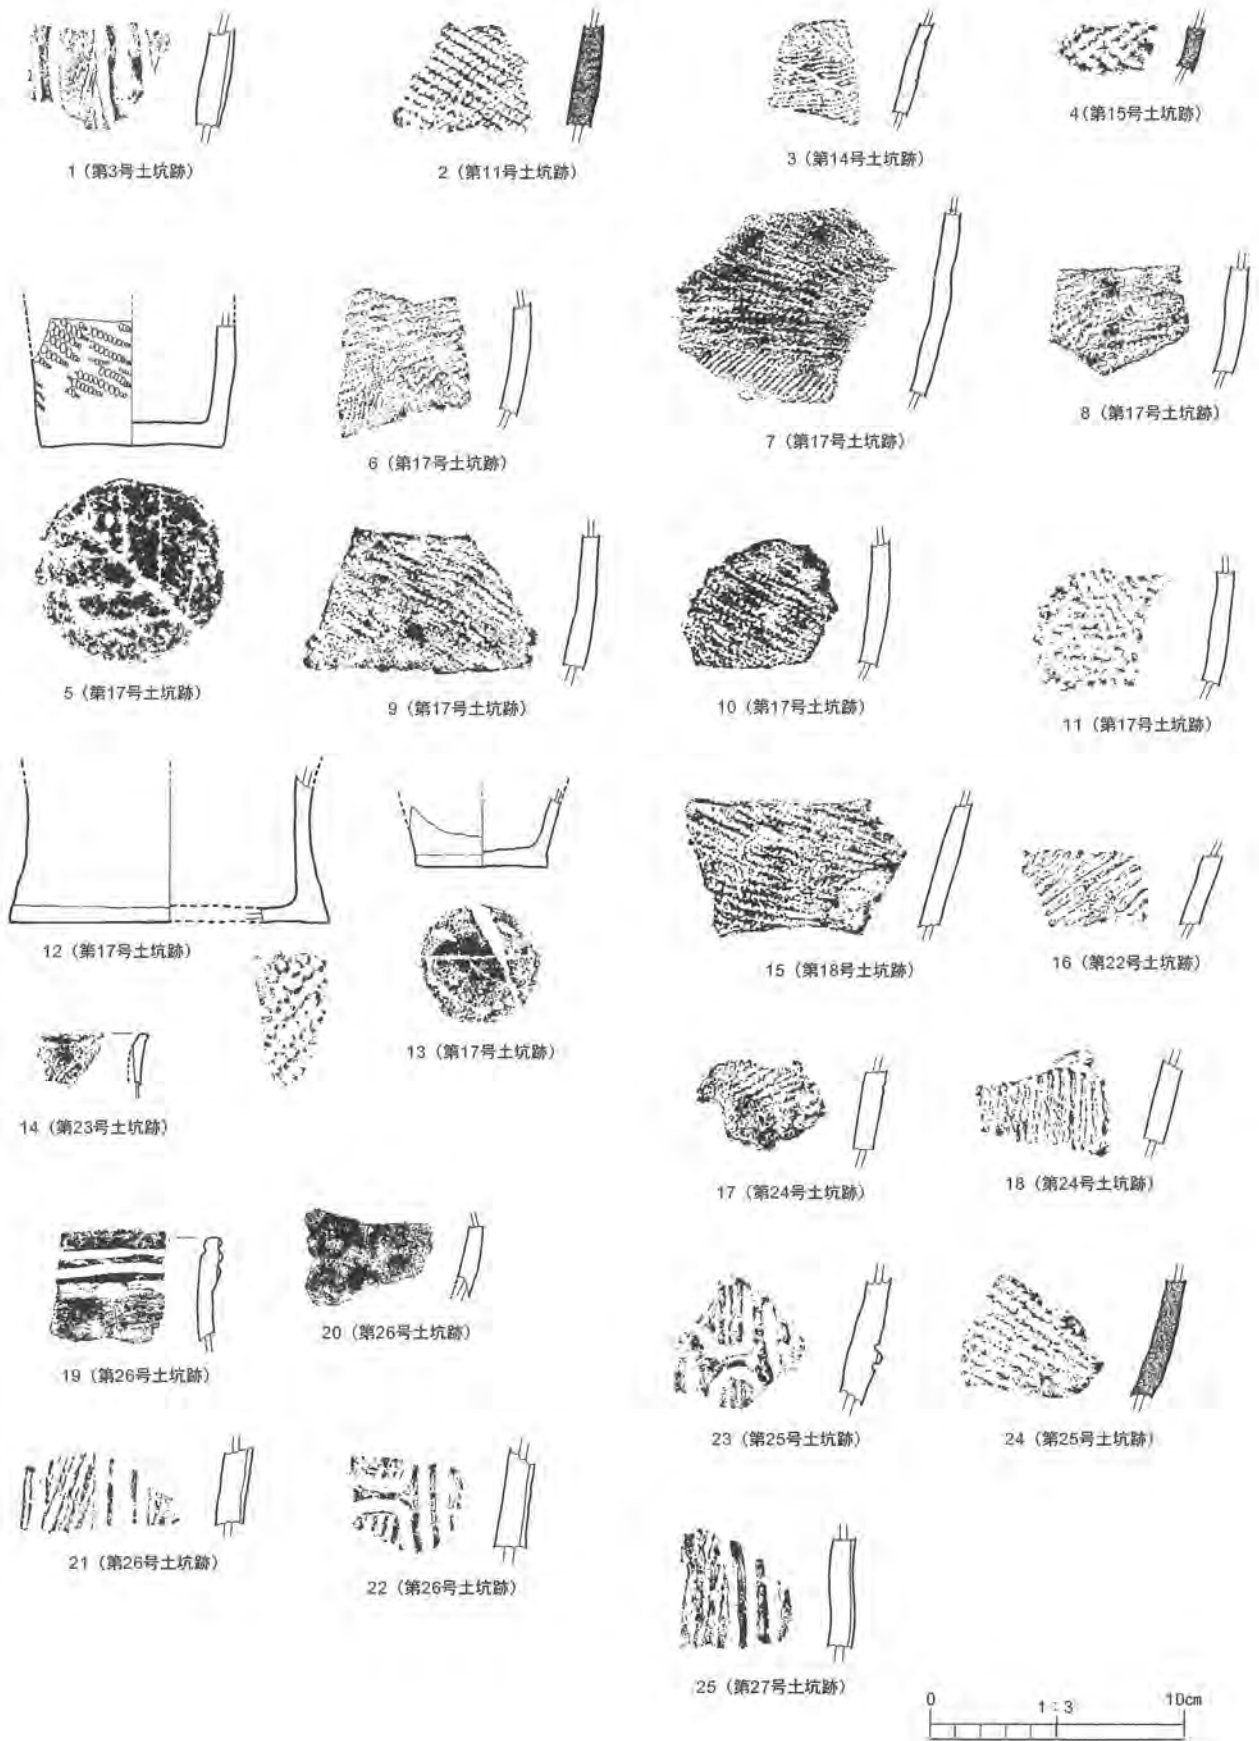 1 (第3号土坑跡)
2 (第11号土坑跡)
3 (第14号土坑跡)
4(第15号土坑跡)
5 (第17号土坑跡)
6 (第17号土坑跡)
7 (第17号土坑跡)
8 (第17号土坑跡)
9 (第17号土坑跡)
10 (第17号土坑跡)
11 (第17号土坑跡)
12 (第17号土坑跡)
13 (第17号土坑跡)
14 (第23号土坑跡)
15 (第18号土坑跡)
16 (第22号土坑跡)
17 (第24号土坑跡)
18 (第24号土坑跡)
19 (第26号土坑跡)
20 (第26号土坑跡)
21 (第26号土坑跡)
22 (第26号土坑跡)
23 (第25号土坑跡)
24 (第25号土坑跡)
25 (第27号土坑跡)
0 1:3 10cm